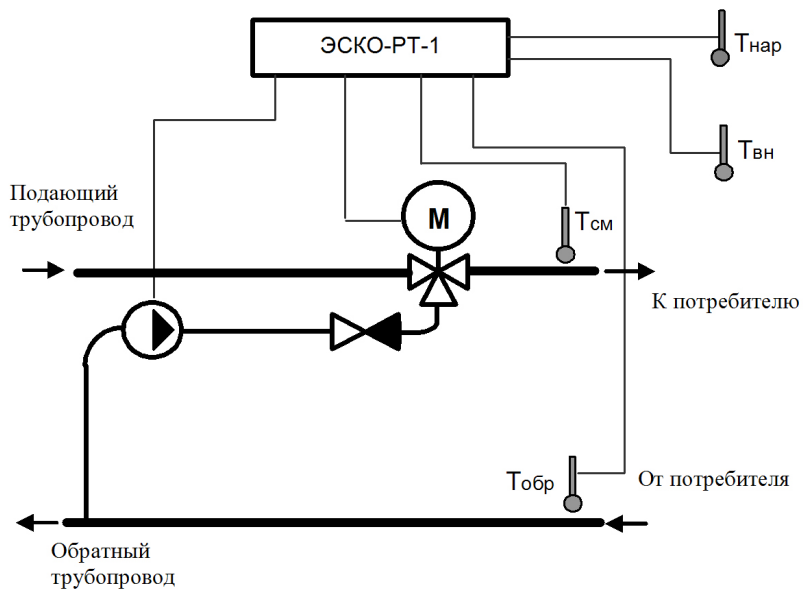 ЭСКО-РТ-1
Тнар
Твн
Подающий
трубопровод
М
Тсм
К потребителю
Тобр
От потребителя
Обратный
трубопровод